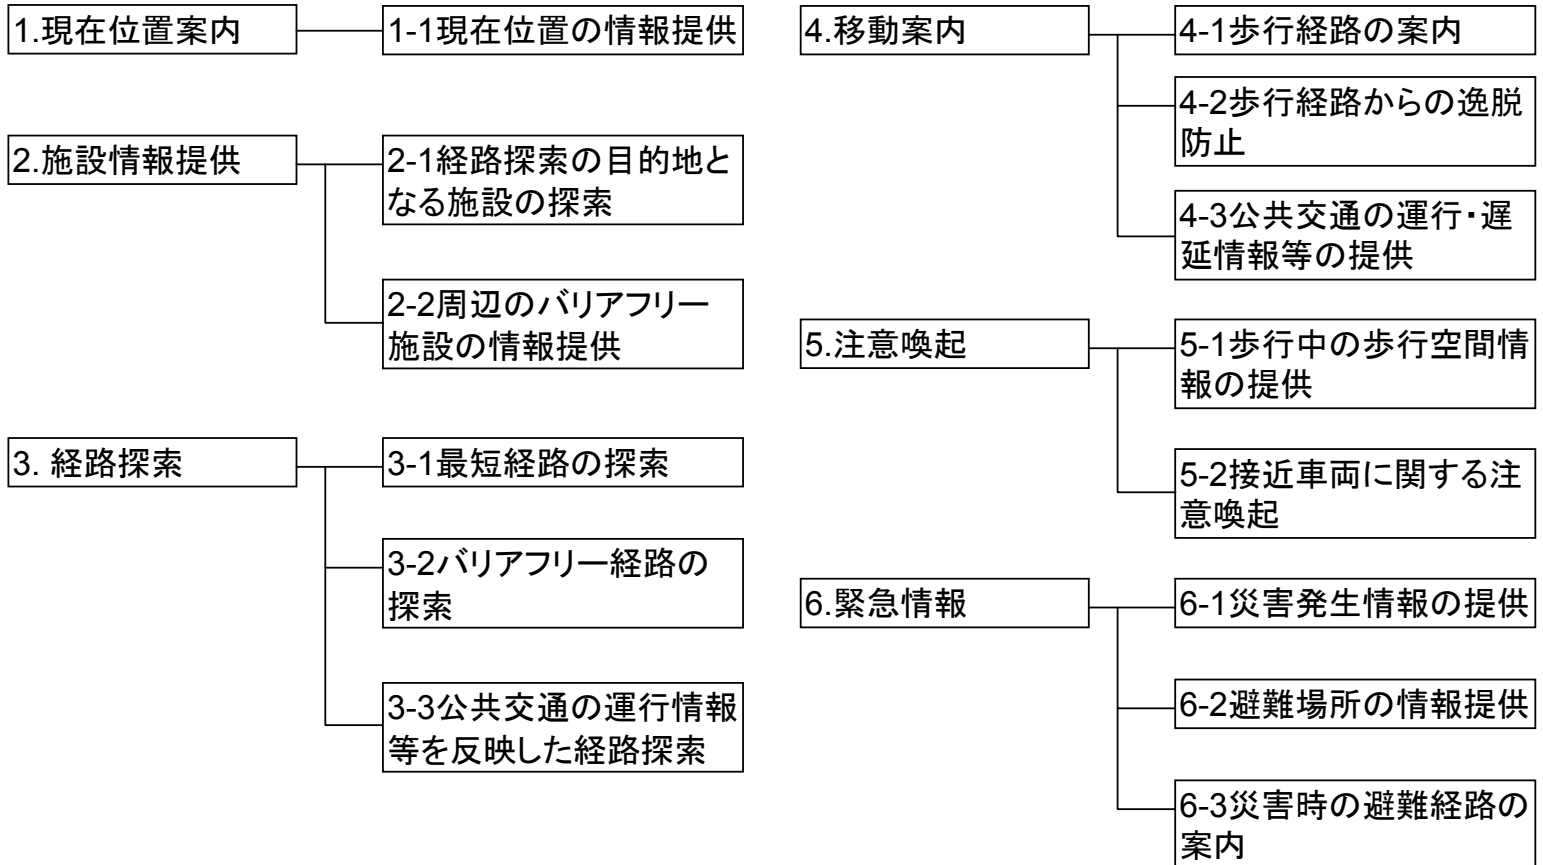 1.現在位置案内
1-1現在位置の情報提供
2.施設情報提供
2-1経路探索の目的地と
なる施設の探索
2-2周辺のバリアフリー
施設の情報提供
3. 経路探索
3-1最短経路の探索
3-2バリアフリー経路の
探索
3-3公共交通の運行情報
等を反映した経路探索
4.移動案内
4-1歩行経路の案内
4-2歩行経路からの逸脱
防止
4-3公共交通の運行・遅
延情報等の提供
5.注意喚起
5-1歩行中の歩行空間情
報の提供
5-2接近車両に関する注
意喚起
6.緊急情報
6-1災害発生情報の提供
6-2避難場所の情報提供
6-3災害時の避難経路の
案内